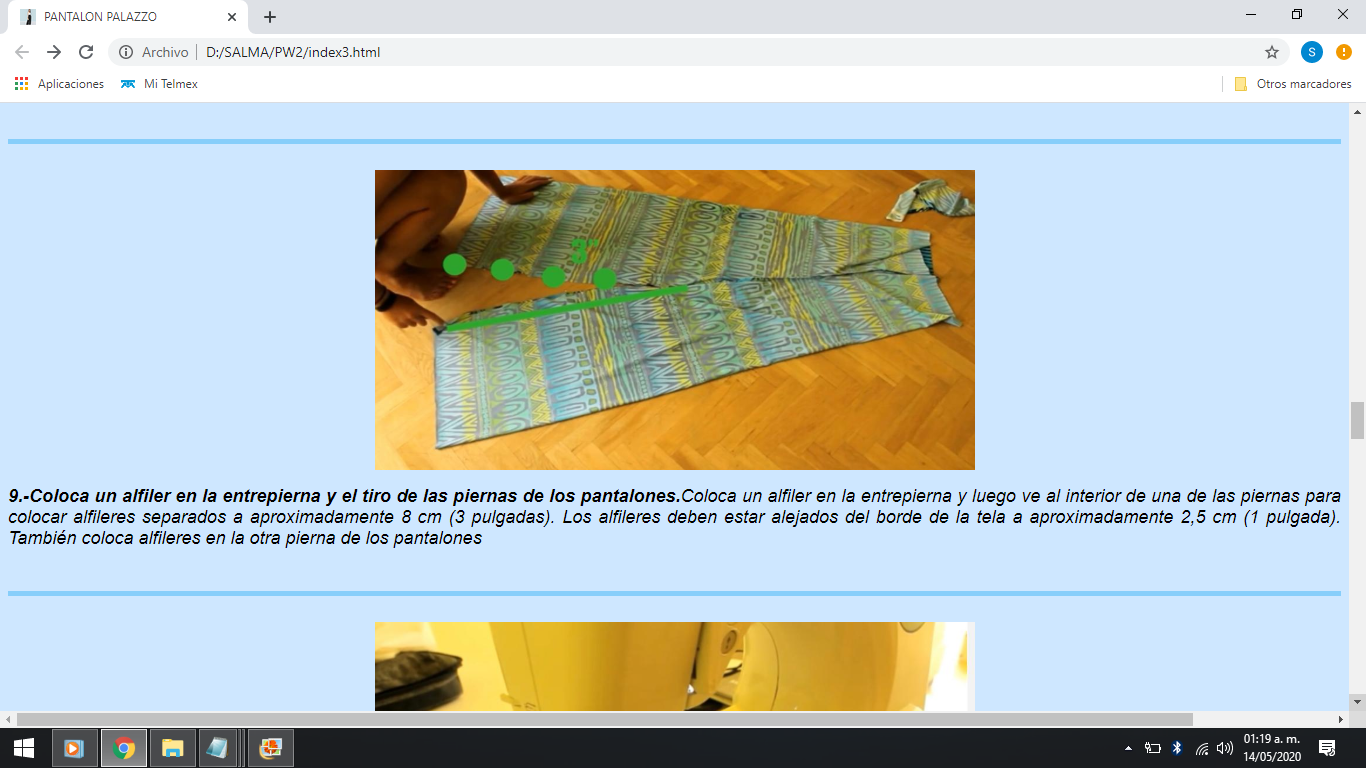 PANTALON PALAZZO
Archivo
D:/SALMA/PW2/index3.html
S
Aplicaciones
Mi Telmex
Otros marcadores
3"
9.-Coloca un alfiler en la entrepierna y el tiro de las piernas de los pantalones.Coloca un alfiler en la entrepierna y luego ve al interior de una de las piernas para
colocar alfileres separados a aproximadamente 8 cm (3 pulgadas). Los alfileres deben estar alejados del borde de la tela a aproximadamente 2,5 cm (1 pulgada).
También coloca alfileres en la otra pierna de los pantalones
01:19 a. m.
14/05/2020